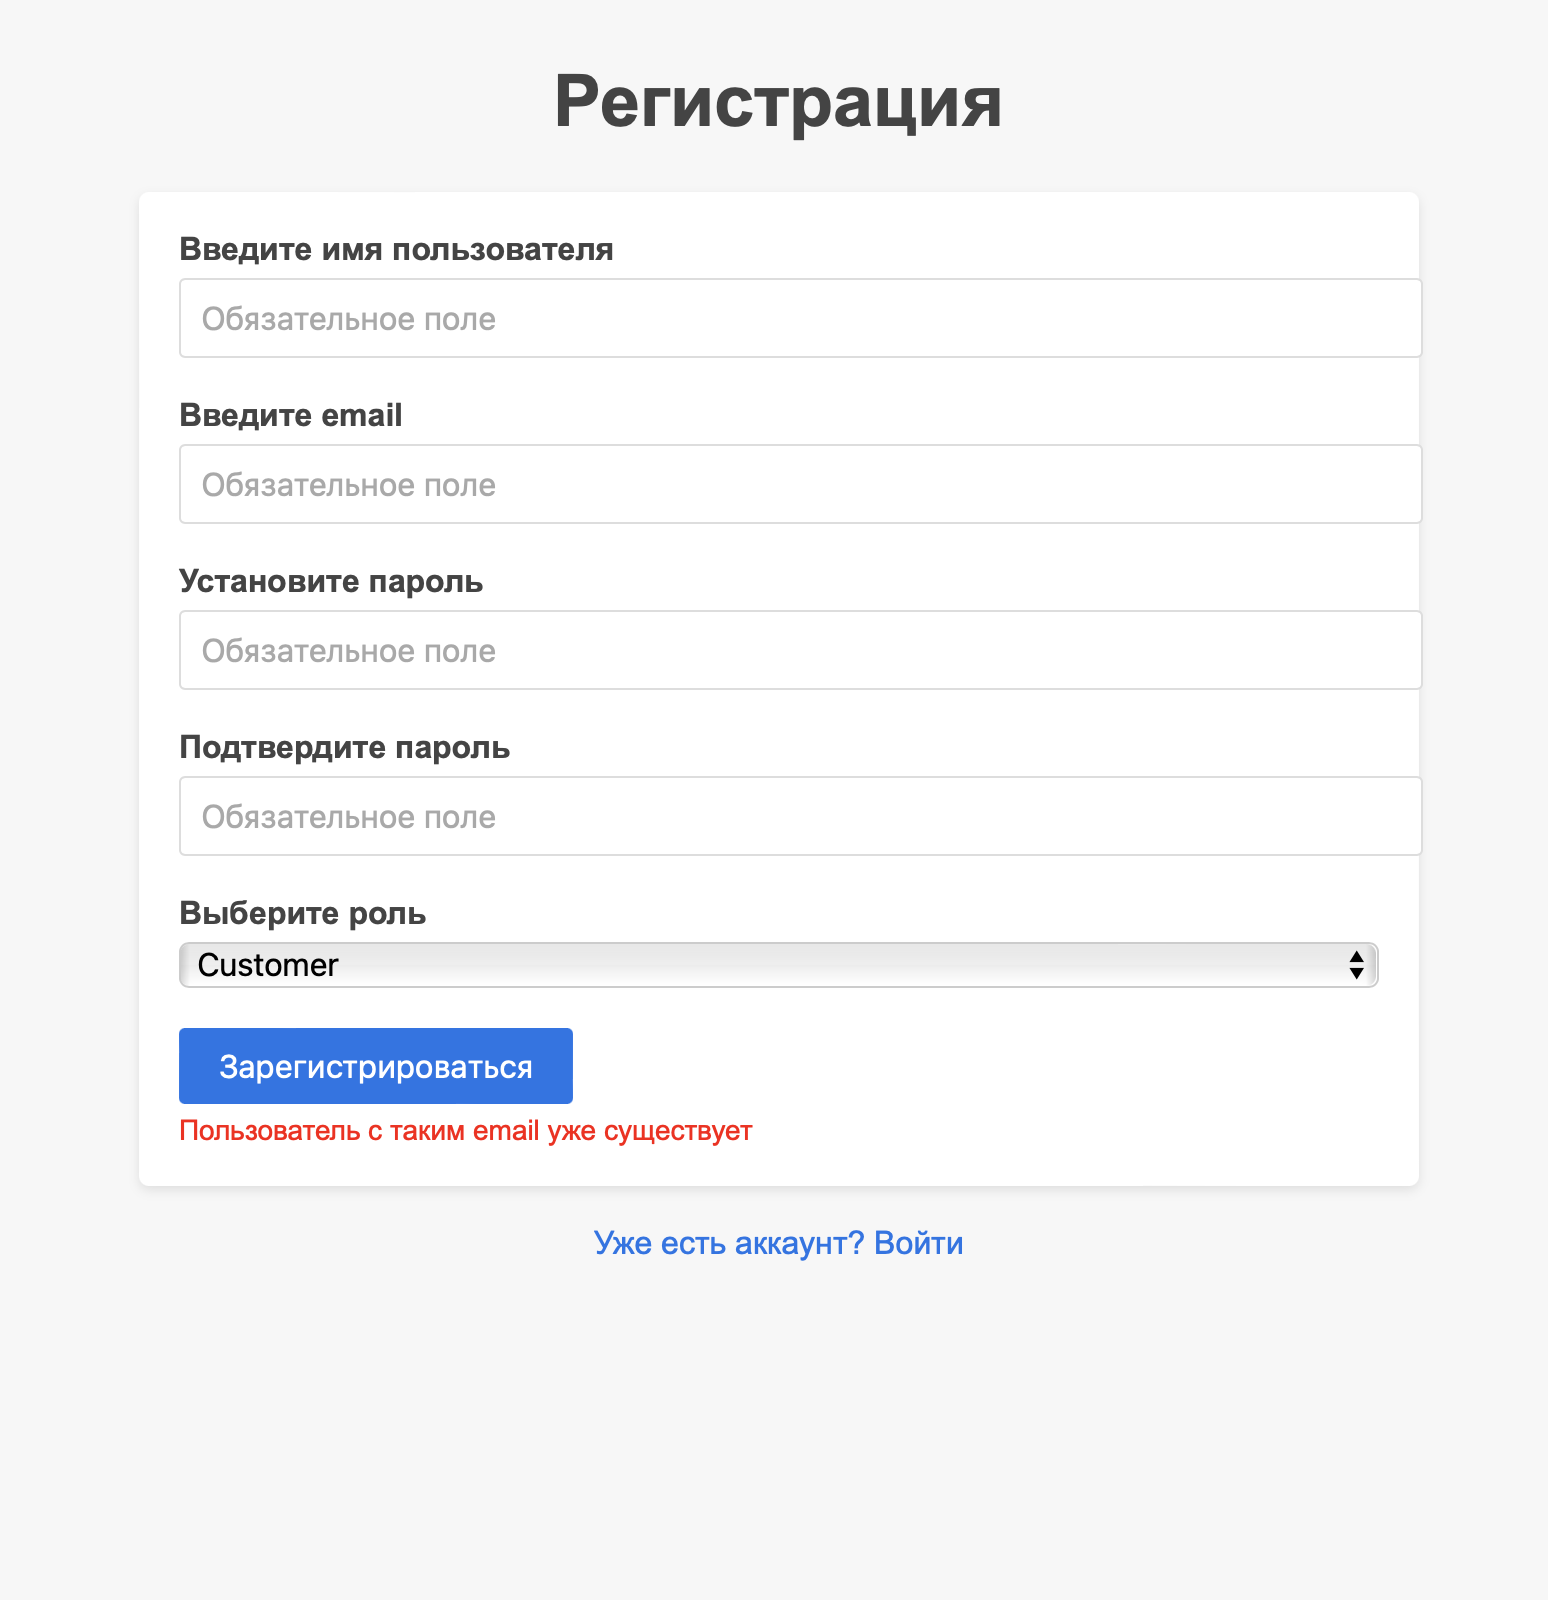 Регистрация
Введите имя пользователя
Обязательное поле
Введите email
Обязательное поле
Установите пароль
Обязательное поле
Подтвердите пароль
Обязательное поле
Выберите роль
Customer
Зарегистрироваться
Пользователь с таким email уже существует
Уже есть аккаунт? Войти